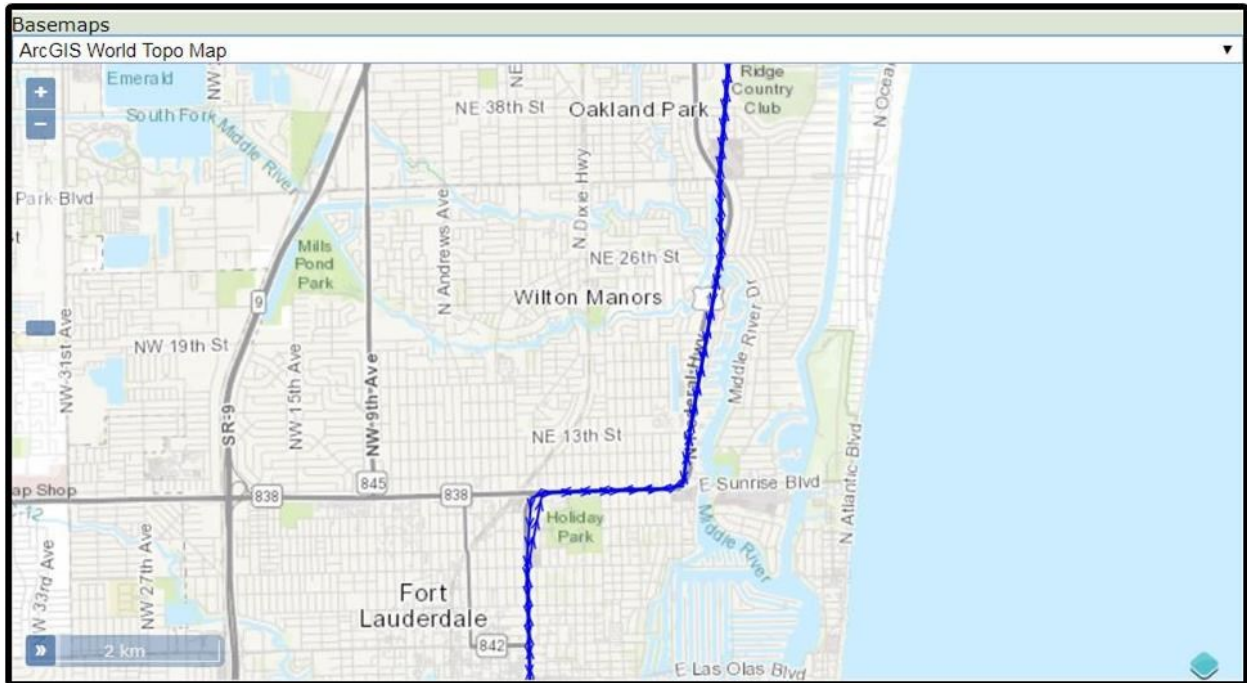 Basemaps
ArcGIS World Topo Map
▼
+
−
Emerald
NW
NE
Ridge
Country
Club
N Ocean
South Fork Middle River
NE 38th St
Oakland Park
Park Blvd
t
Mills
Pond
Park
N Andrews Ave
N Dixie Hwy
NE 26th St
9
Wilton Manors
Middle River Dr
NW 31st Ave
NW 19th St
NW 15th Ave
NW 9th Ave
SR-9
N Federal Hwy
NE 13th St
N Atlantic Blvd
ap Shop
838
845
838
E Sunrise Blvd
C-12
Holiday
Park
Middle River
W 33rd Ave
NW 27th Ave
Fort
Lauderdale
842
» 2 km
E Las Olas Blvd